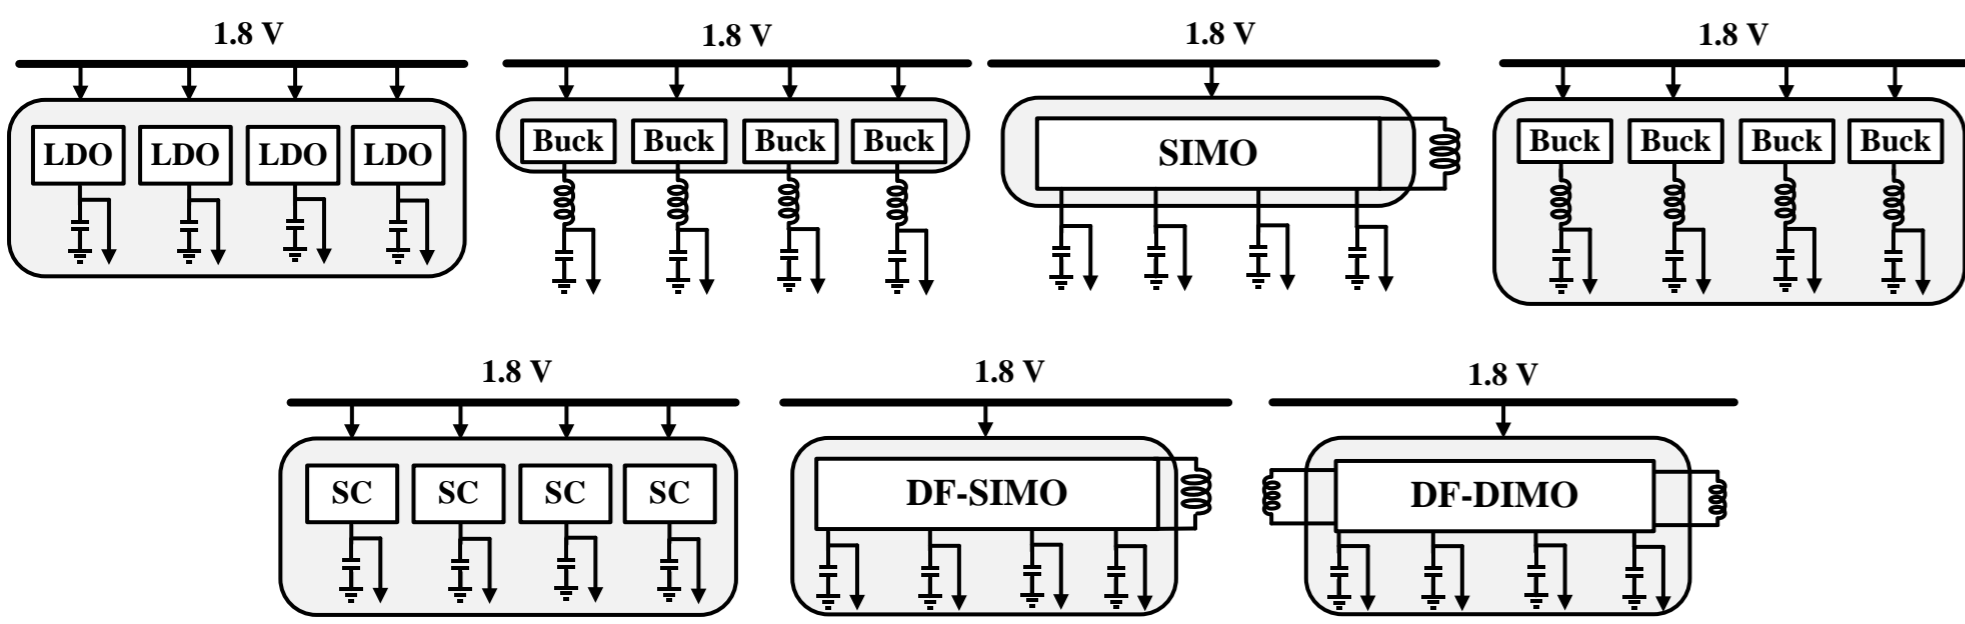 1.8 V
1.8 V
1.8 V
1.8 V
LDO LDO LDO LDO
Buck Buck Buck Buck
SIMO
Buck Buck Buck Buck
1.8 V
1.8 V
1.8 V
SC SC SC SC
DF-SIMO
DF-DIMO